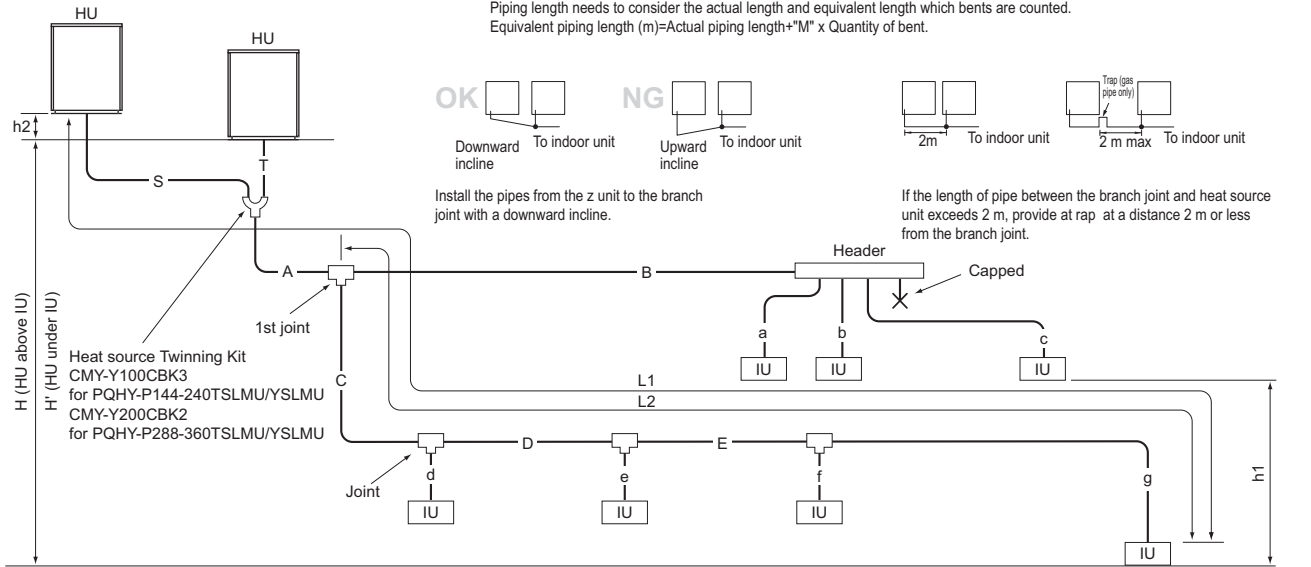 Piping length needs to consider the actual length and equivalent length which bents are counted.
Equivalent piping length (m)=Actual piping length+"M" x Quantity of bent.
HU
HU
h2
S
T
OK
NG
Downward
incline
To indoor unit
Upward
incline
To indoor unit
2m
To indoor unit
Trap (gas
pipe only)
2 m max
To indoor unit
Install the pipes from the z unit to the branch
joint with a downward incline.
If the length of pipe between the branch joint and heat source
unit exceeds 2 m, provide at rap at a distance 2 m or less
from the branch joint.
A
B
Header
Capped
1st joint
a
b
c
IU
IU
IU
H (HU above IU)
H' (HU under IU)
Heat source Twinning Kit
CMY-Y100CBK3
for PQHY-P144-240TSLMU/YSLMU
CMY-Y200CBK2
for PQHY-P288-360TSLMU/YSLMU
C
L1
L2
h1
D
E
Joint
d
e
f
g
IU
IU
IU
IU